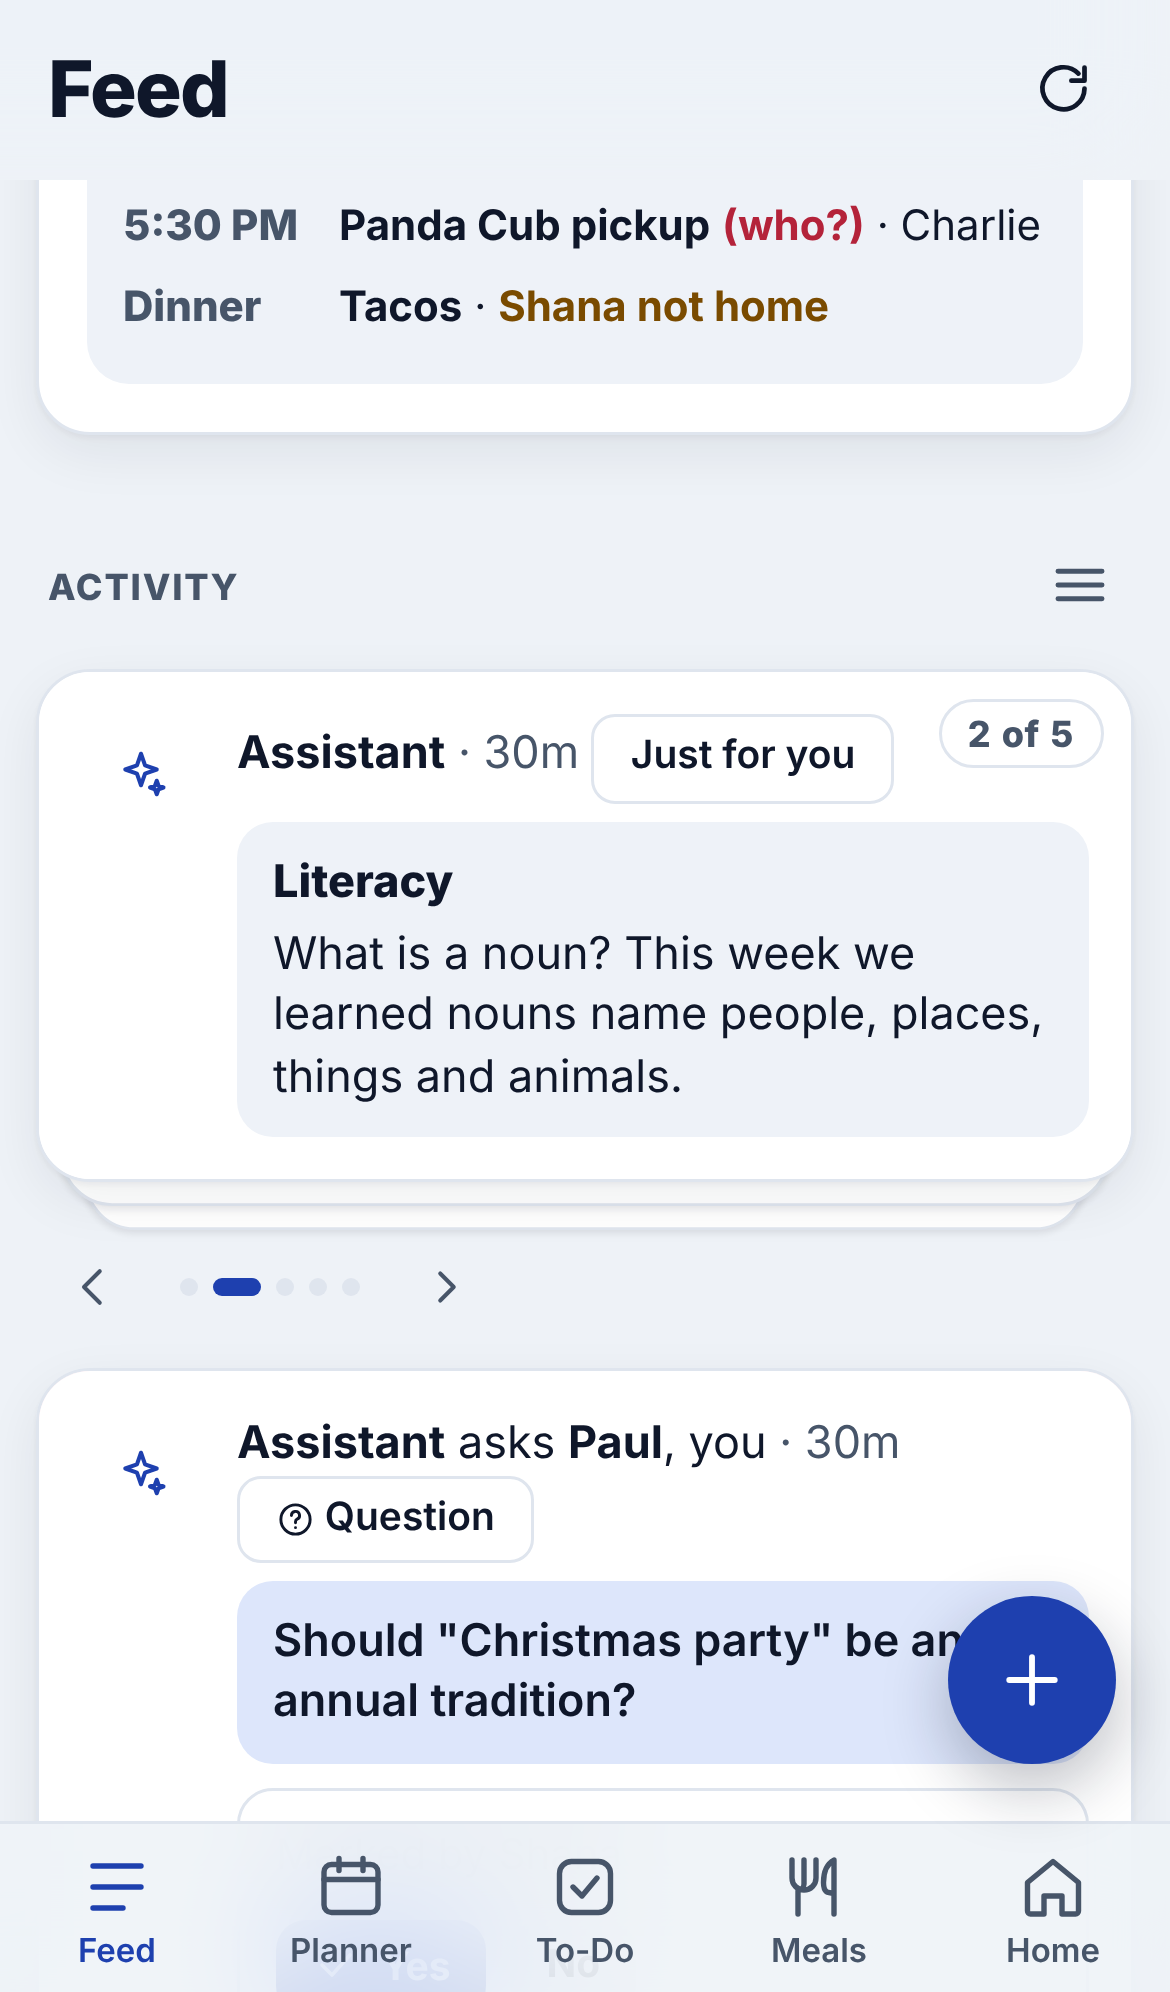 Feed
5:30 PM Panda Cub pickup (who?) · Charlie
Dinner Tacos · Shana not home
ACTIVITY
Assistant · 30m Just for you 2 of 5
Literacy
What is a noun? This week we
learned nouns name people, places,
things and animals.
Assistant asks Paul, you · 30m
Question
Should "Christmas party" be an
annual tradition?
Yes No
Feed Planner To-Do Meals Home